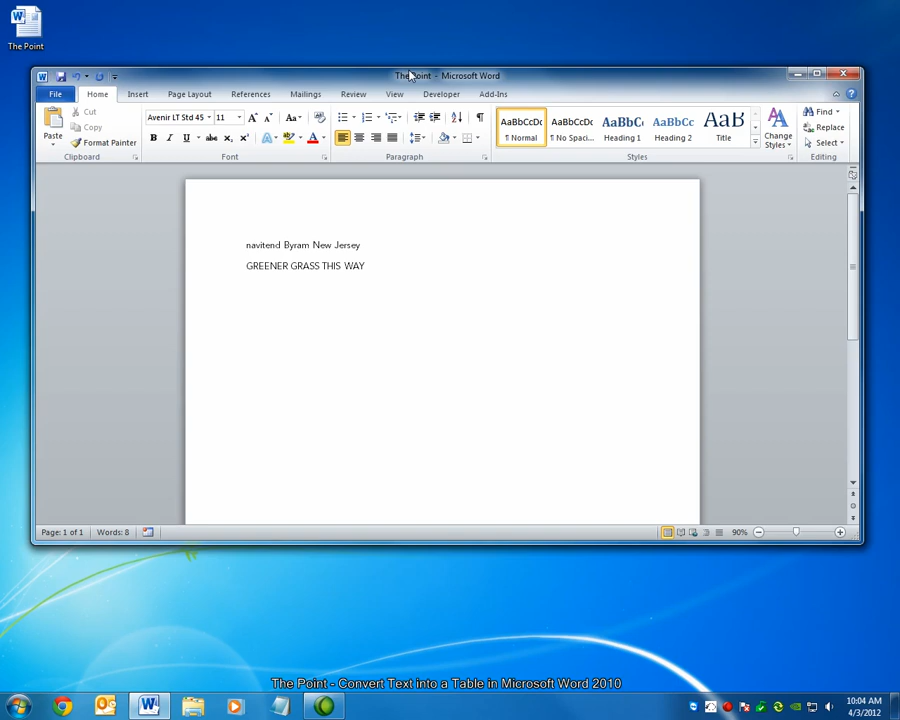 The Point
The Point - Microsoft Word
File Home Insert Page Layout References Mailings Review View Developer Add-Ins
Paste
Cut
Copy
Format Painter
Clipboard
Avenir LT Std 45 11
Font
Paragraph
AaBbCcDc AaBbCcDc AaBbC AaBbCc AaB
¶ Normal ¶ No Spaci... Heading 1 Heading 2 Title
Change Styles
Styles
Find
Replace
Select
Editing
navitend Byram New Jersey
GREENER GRASS THIS WAY
Page: 1 of 1 Words: 8 90%
The Point - Convert Text into a Table in Microsoft Word 2010
10:04 AM
4/3/2012